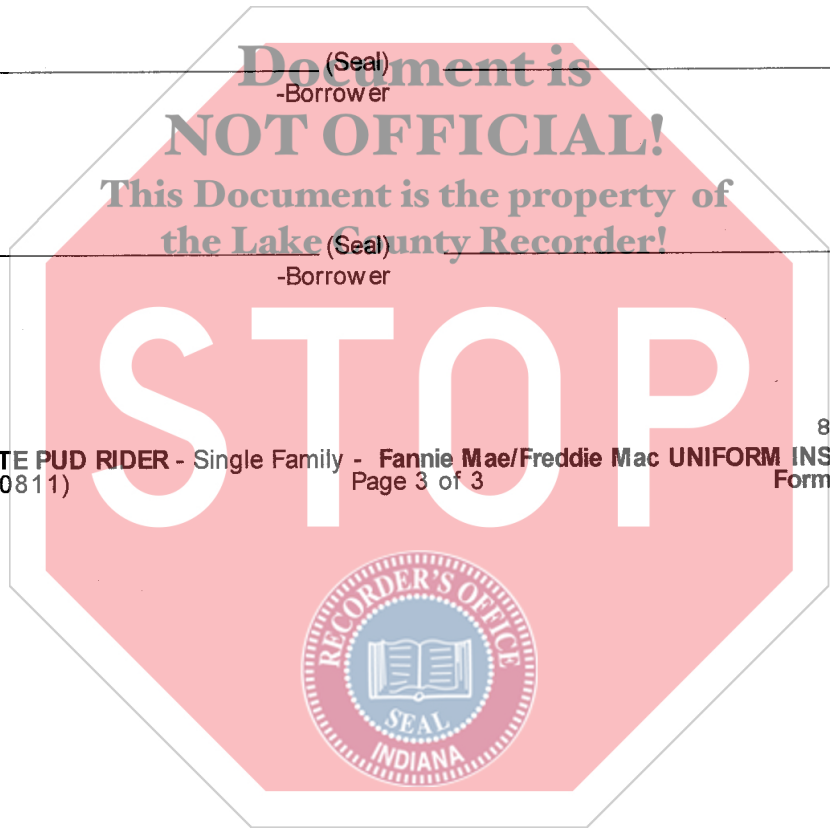 Document is
(Seal)
-Borrower
NOT OFFICIAL!
This Document is the property of
the Lake County Recorder!
(Seal)
-Borrower
STOP
8
TE PUD RIDER - Single Family - Fannie Mae/Freddie Mac UNIFORM INS
0811) Page 3 of 3 Form
RECORDER'S OFFICE
SEAL
INDIANA